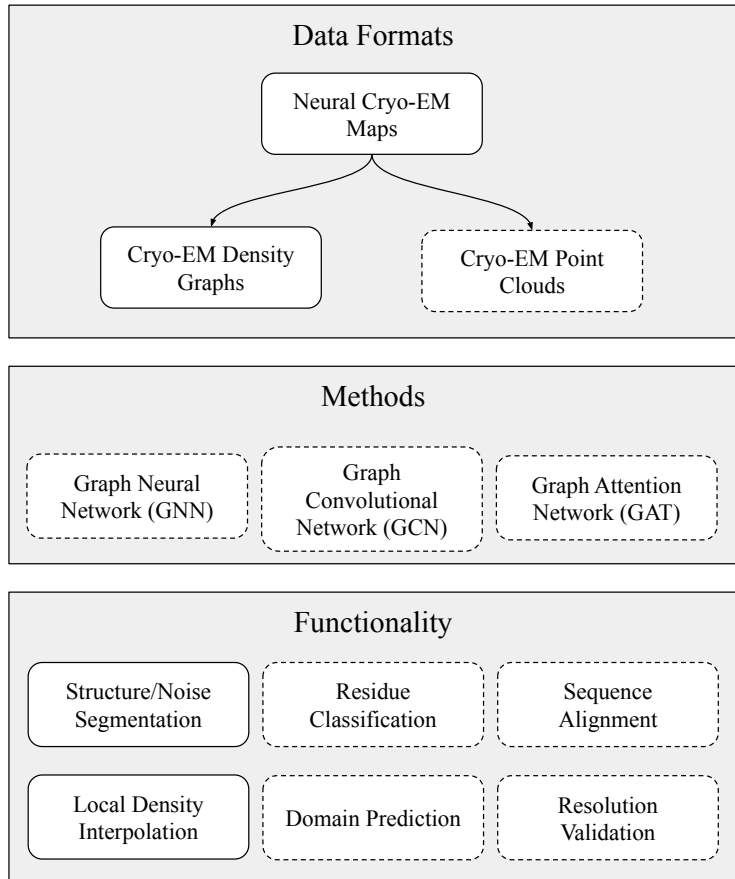 Data Formats
Neural Cryo-EM
Maps
Cryo-EM Density
Graphs
Cryo-EM Point
Clouds
Methods
Graph Neural
Network (GNN)
Graph
Convolutional
Network (GCN)
Graph Attention
Network (GAT)
Functionality
Structure/Noise
Segmentation
Residue
Classification
Sequence
Alignment
Local Density
Interpolation
Domain Prediction
Resolution
Validation